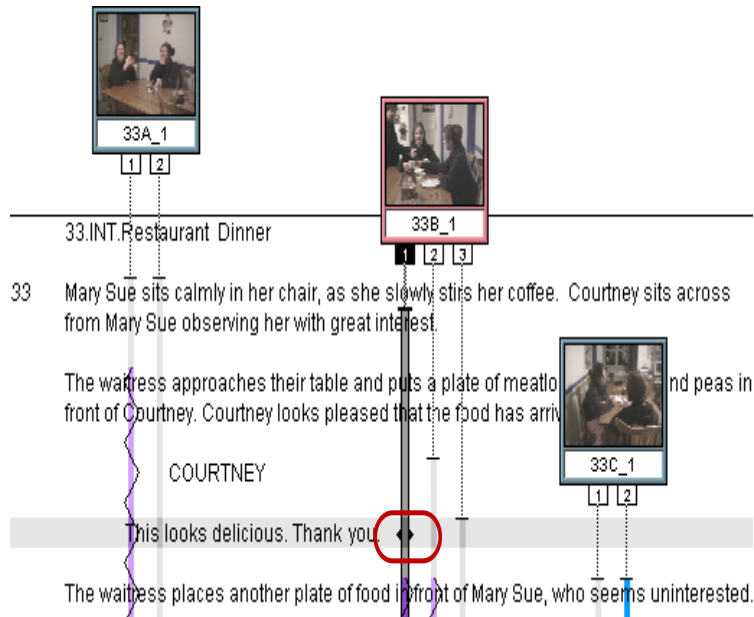 33A_1
1 2
33B_1
1 2 3
33.INT.Restaurant Dinner
33 Mary Sue sits calmly in her chair, as she slowly stirs her coffee. Courtney sits across
from Mary Sue observing her with great interest.
The waitress approaches their table and puts a plate of meatlo nd peas in
front of Courtney. Courtney looks pleased that the food has arriv
33C_1
1 2
COURTNEY
This looks delicious. Thank you.
The waitress places another plate of food in front of Mary Sue, who seems uninterested.